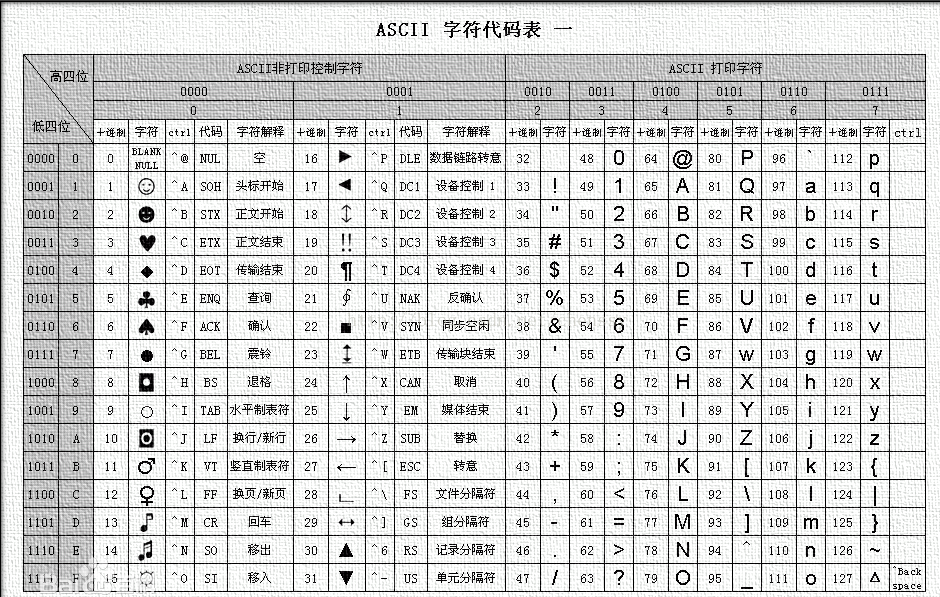 ASCII 字符代码表 一
高四位 ASCII非打印控制字符 ASCII 打印字符
0000 0001 0010 0011 0100 0101 0110 0111
低四位 0 1 2 3 4 5 6 7
十进制 字符 ctrl 代码 字符解释 十进制 字符 ctrl 代码 字符解释 十进制 字符 十进制 字符 十进制 字符 十进制 字符 十进制 字符 十进制 字符 ctrl
0000 0 0 BLANK NULL ^@ NUL 空 16 ► ^P DLE 数据链路转意 32 48 0 64 @ 80 P 96 ` 112 p
0001 1 1 ☺ ^A SOH 头标开始 17 ◄ ^Q DC1 设备控制 1 33 ! 49 1 65 A 81 Q 97 a 113 q
0010 2 2 ☻ ^B STX 正文开始 18 ↕ ^R DC2 设备控制 2 34 " 50 2 66 B 82 R 98 b 114 r
0011 3 3 ♥ ^C ETX 正文结束 19 ‼ ^S DC3 设备控制 3 35 # 51 3 67 C 83 S 99 c 115 s
0100 4 4 ♦ ^D EOT 传输结束 20 ¶ ^T DC4 设备控制 4 36 $ 52 4 68 D 84 T 100 d 116 t
0101 5 5 ♣ ^E ENQ 查询 21 ∮ ^U NAK 反确认 37 % 53 5 69 E 85 U 101 e 117 u
0110 6 6 ♠ ^F ACK 确认 22 ■ ^V SYN 同步空闲 38 & 54 6 70 F 86 V 102 f 118 v
0111 7 7 ● ^G BEL 震铃 23 ↨ ^W ETB 传输块结束 39 ' 55 7 71 G 87 w 103 g 119 w
1000 8 8 ◘ ^H BS 退格 24 ↑ ^X CAN 取消 40 ( 56 8 72 H 88 X 104 h 120 x
1001 9 9 ○ ^I TAB 水平制表符 25 ↓ ^Y EM 媒体结束 41 ) 57 9 73 I 89 Y 105 i 121 y
1010 A 10 ◙ ^J LF 换行/新行 26 → ^Z SUB 替换 42 * 58 : 74 J 90 Z 106 j 122 z
1011 B 11 ♂ ^K VT 竖直制表符 27 ← ^[ ESC 转意 43 + 59 ; 75 K 91 [ 107 k 123 {
1100 C 12 ♀ ^L FF 换页/新页 28 ∟ ^\ FS 文件分隔符 44 , 60 < 76 L 92 \ 108 l 124 |
1101 D 13 ♪ ^M CR 回车 29 ↔ ^] GS 组分隔符 45 - 61 = 77 M 93 ] 109 m 125 }
1110 E 14 ♫ ^N SO 移出 30 ▲ ^6 RS 记录分隔符 46 . 62 > 78 N 94 ^ 110 n 126 ~
1111 F 15 ☼ ^O SI 移入 31 ▼ ^- US 单元分隔符 47 / 63 ? 79 O 95 _ 111 o 127 Δ ^Back space